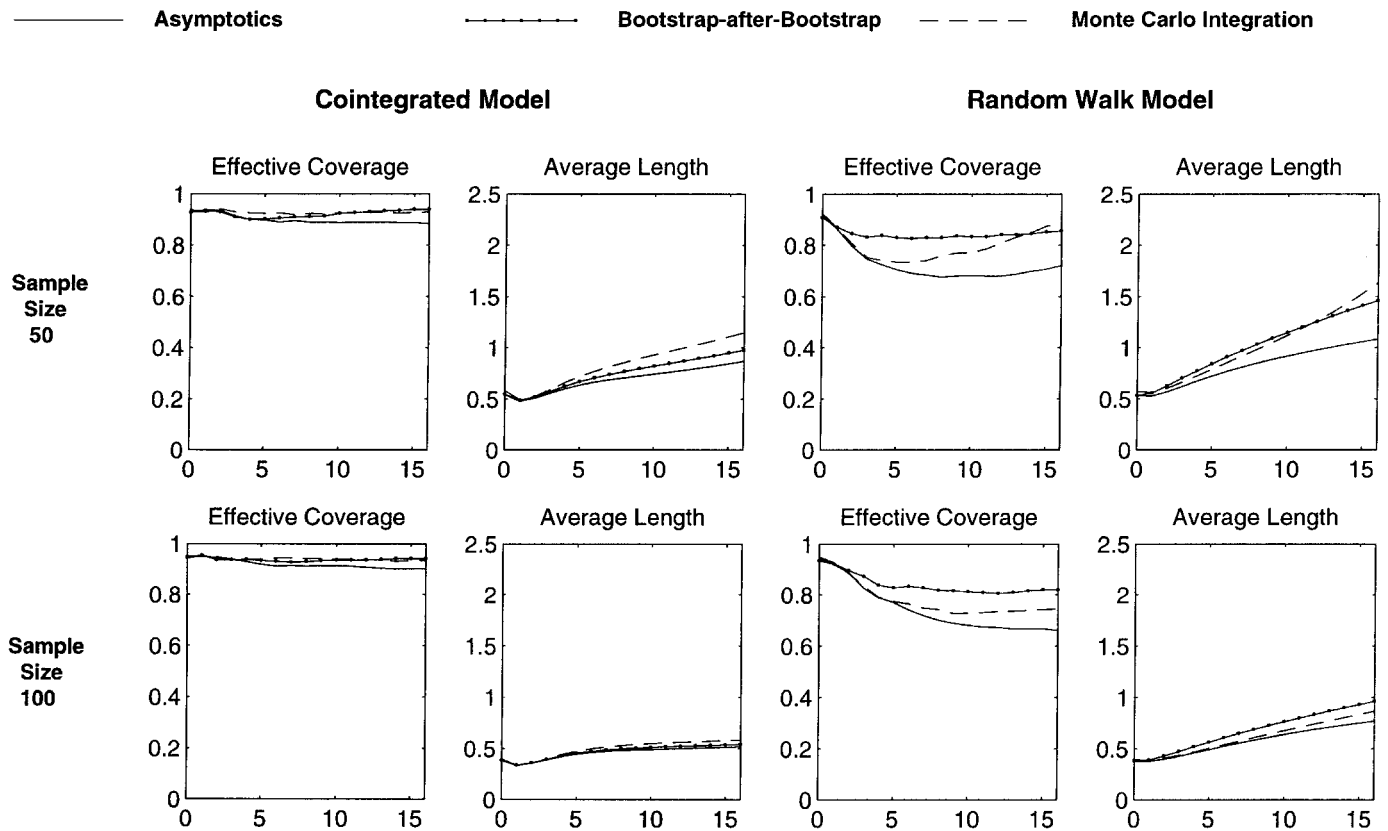 Asymptotics Bootstrap-after-Bootstrap Monte Carlo Integration
Cointegrated Model Random Walk Model
Effective Coverage Average Length Effective Coverage Average Length
Sample
Size
50
1 0.8 0.6 0.4 0.2 0
0 5 10 15
2.5 2 1.5 1 0.5 0
0 5 10 15
1 0.8 0.6 0.4 0.2 0
0 5 10 15
2.5 2 1.5 1 0.5 0
0 5 10 15
Effective Coverage Average Length Effective Coverage Average Length
Sample
Size
100
1 0.8 0.6 0.4 0.2 0
0 5 10 15
2.5 2 1.5 1 0.5 0
0 5 10 15
1 0.8 0.6 0.4 0.2 0
0 5 10 15
2.5 2 1.5 1 0.5 0
0 5 10 15